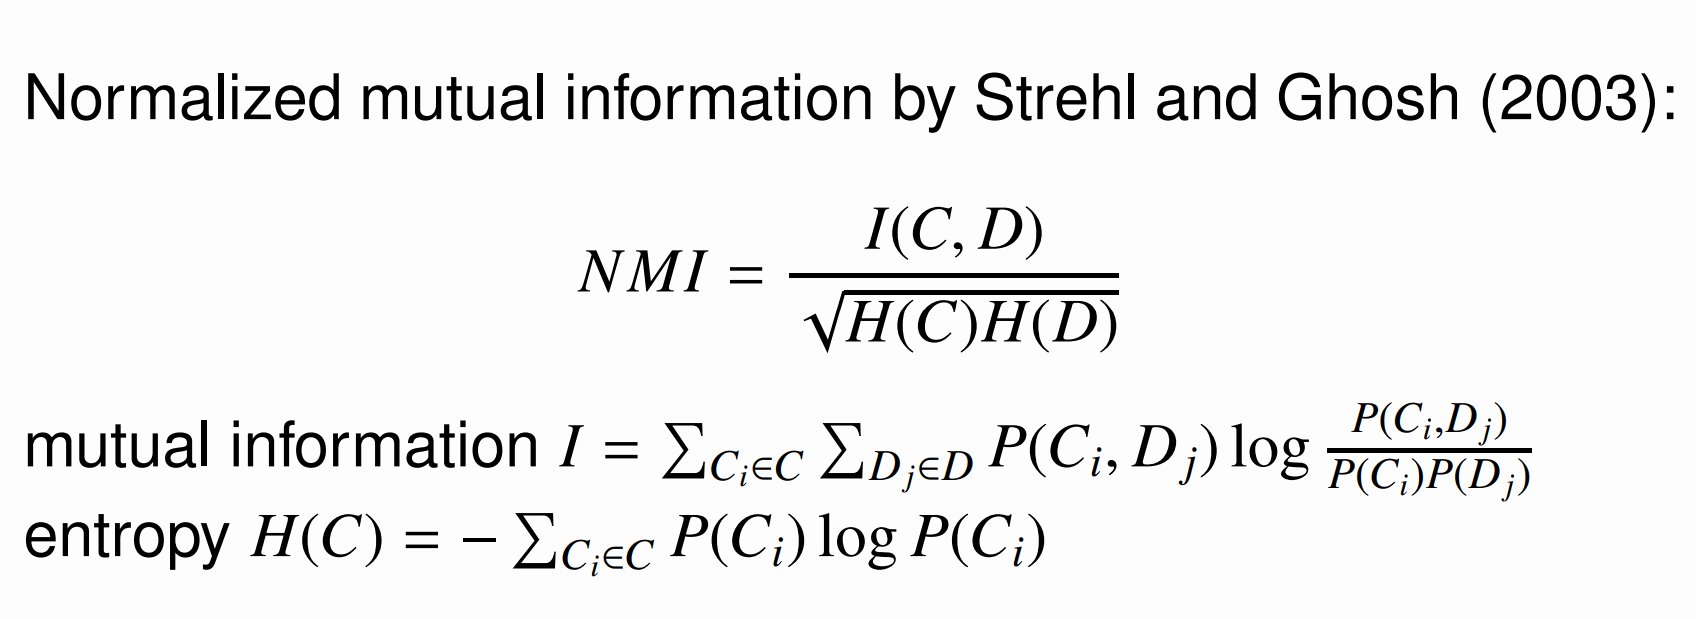 Normalized mutual information by Strehl and Ghosh (2003):
NMI = \frac{I(C, D)}{\sqrt{H(C)H(D)}}
mutual information I = \sum_{C_i \in C} \sum_{D_j \in D} P(C_i, D_j) \log \frac{P(C_i,D_j)}{P(C_i)P(D_j)}
entropy H(C) = − \sum_{C_i \in C} P(C_i) \log P(C_i)